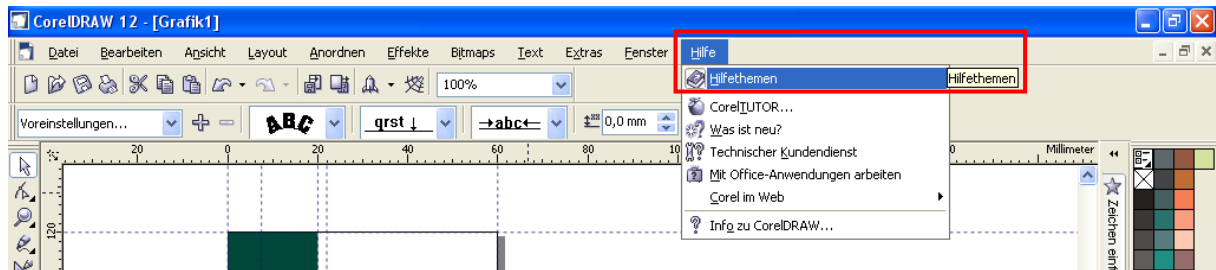 CorelDRAW 12 - [Grafik1]
Datei Bearbeiten Ansicht Layout Anordnen Effekte Bitmaps Text Extras Fenster Hilfe
100%
Hilfethemen Hilfethemen
Voreinstellungen... ABC qrst abc 0,0 mm
CorelTUTOR...
Was ist neu?
Technischer Kundendienst
Mit Office-Anwendungen arbeiten
Corel im Web
Info zu CorelDRAW...
20 0 20 40 60 80 10 0 Millimeter
120
Zeichen einf